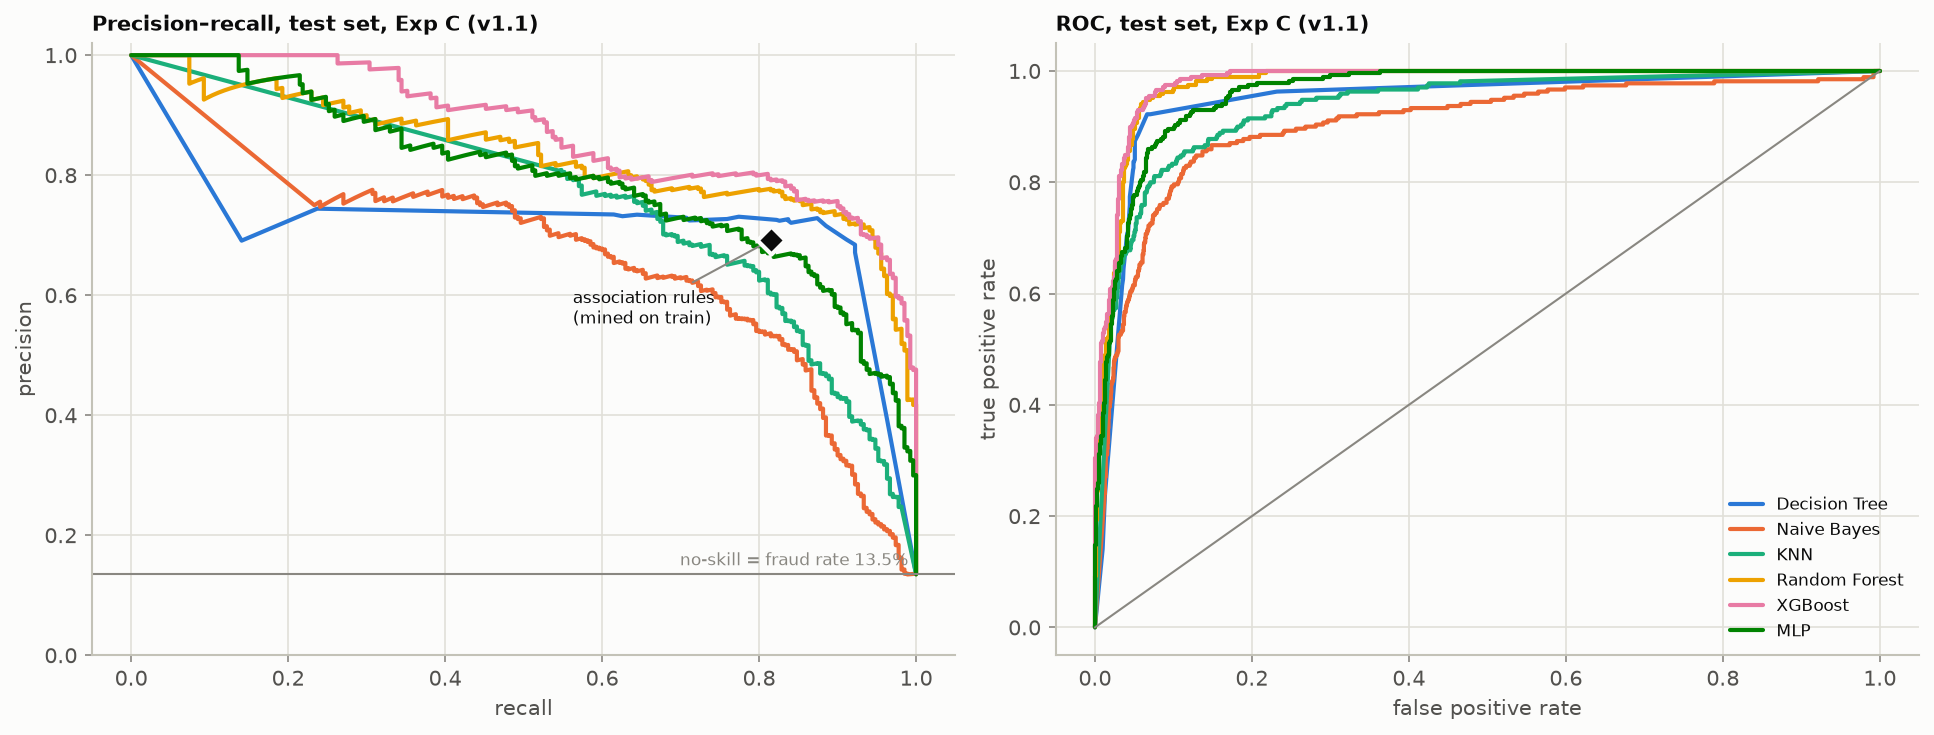 Precision–recall, test set, Exp C (v1.1)
1.0
0.8
0.6
0.4
0.2
0.0
precision
association rules
(mined on train)
no-skill = fraud rate 13.5%
0.0 0.2 0.4 0.6 0.8 1.0
recall
ROC, test set, Exp C (v1.1)
1.0
0.8
0.6
0.4
0.2
0.0
true positive rate
Decision Tree
Naive Bayes
KNN
Random Forest
XGBoost
MLP
0.0 0.2 0.4 0.6 0.8 1.0
false positive rate